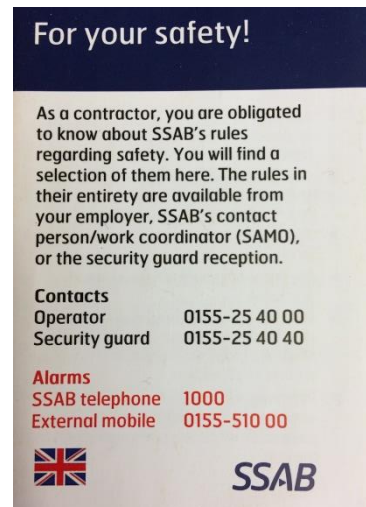 For your safety!
As a contractor, you are obligated
to know about SSAB's rules
regarding safety. You will find a
selection of them here. The rules in
their entirety are available from
your employer, SSAB's contact
person/work coordinator (SAMO),
or the security guard reception.
Contacts
Operator 0155-25 40 00
Security guard 0155-25 40 40
Alarms
SSAB telephone 1000
External mobile 0155-510 00
SSAB